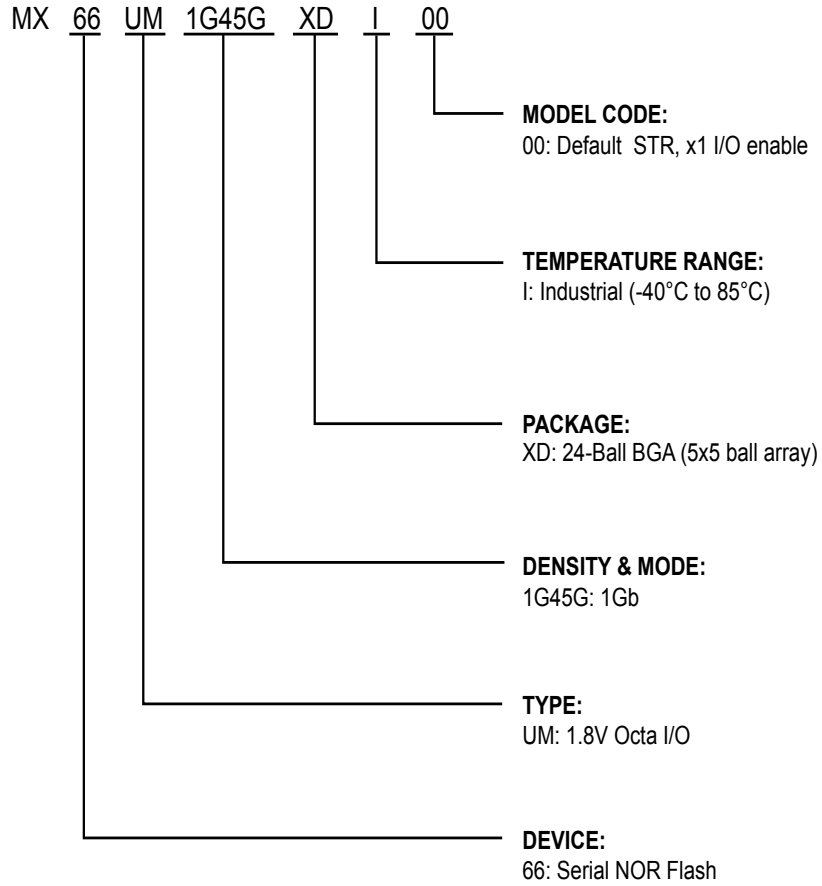 MX 66 UM 1G45G XD I 00
MODEL CODE:
00: Default STR, x1 I/O enable
TEMPERATURE RANGE:
I: Industrial (-40°C to 85°C)
PACKAGE:
XD: 24-Ball BGA (5x5 ball array)
DENSITY & MODE:
1G45G: 1Gb
TYPE:
UM: 1.8V Octa I/O
DEVICE:
66: Serial NOR Flash